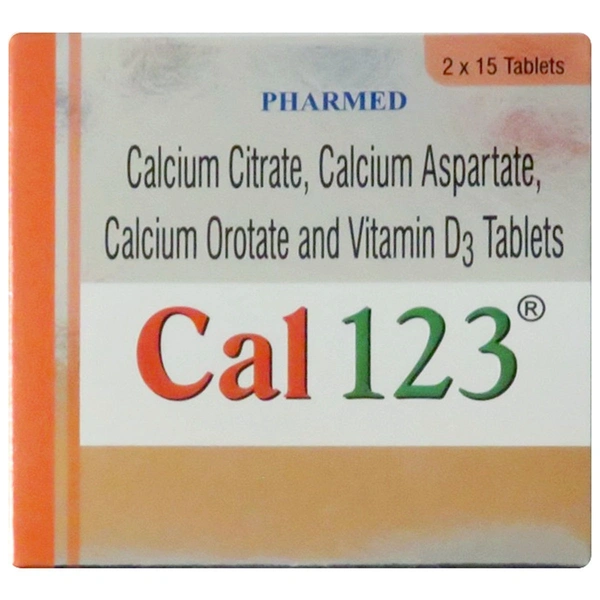 2 x 15 Tablets
PHARMED
Calcium Citrate, Calcium Aspartate,
Calcium Orotate and Vitamin D3 Tablets
Cal 123®